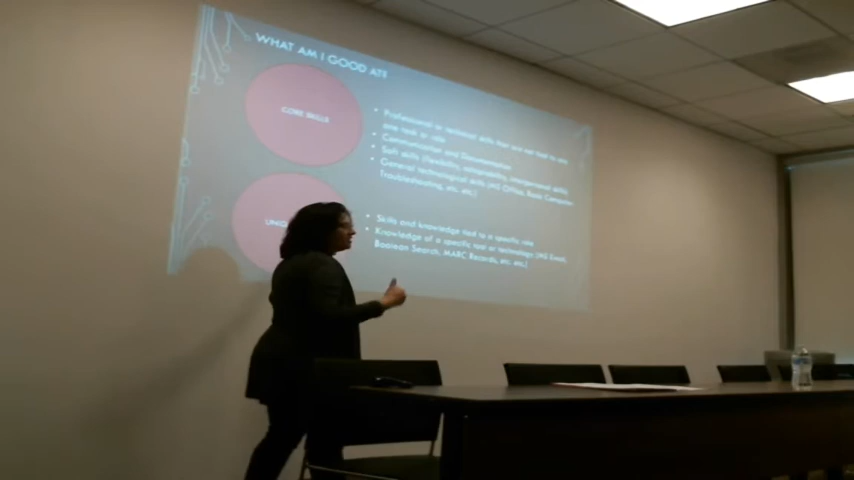 WHAT AM I GOOD AT?
CORE SKILLS
• Professional or technical skills that are not tied to any
one task or role
• Communication and Documentation
• Soft skills (flexibility, adaptability, interpersonal skills)
• General technological skills (MS Office, Basic Computer
Troubleshooting, etc. etc.)
UNIQ
• Skills and knowledge tied to a specific role
• Knowledge of a specific tool or technology (MS Excel,
Boolean Search, MARC Records, etc. etc.)